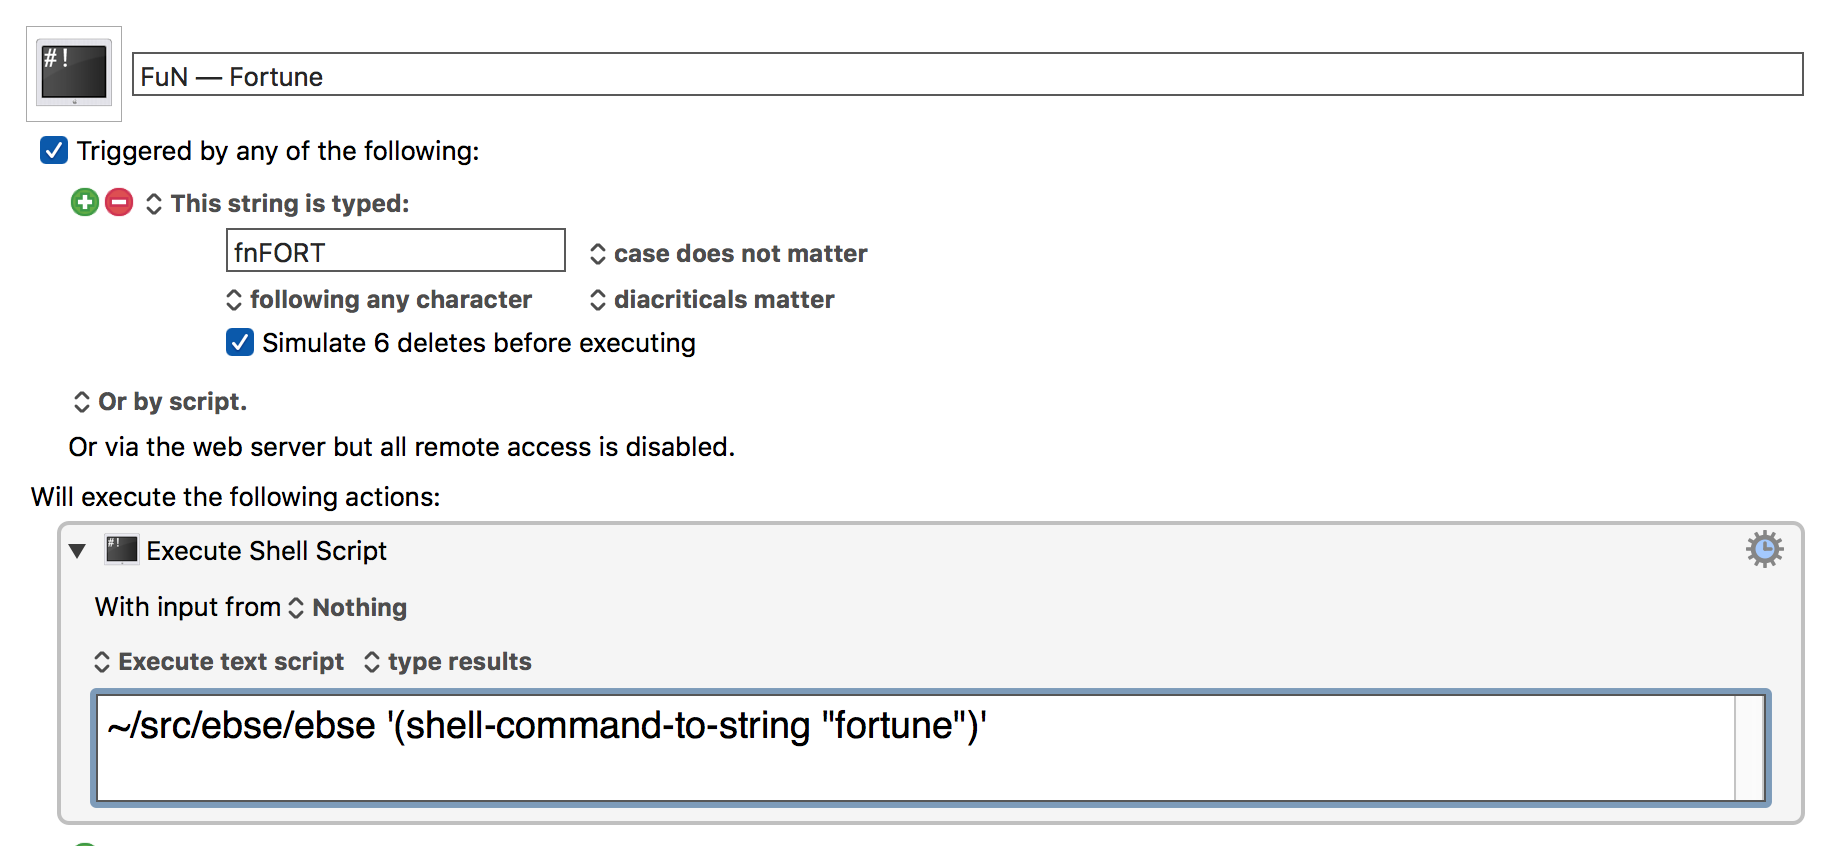 #!
FuN — Fortune
Triggered by any of the following:
This string is typed:
fnFORT
case does not matter
following any character
diacriticals matter
Simulate 6 deletes before executing
Or by script.
Or via the web server but all remote access is disabled.
Will execute the following actions:
#! Execute Shell Script
With input from Nothing
Execute text script type results
~/src/ebse/ebse '(shell-command-to-string "fortune")'